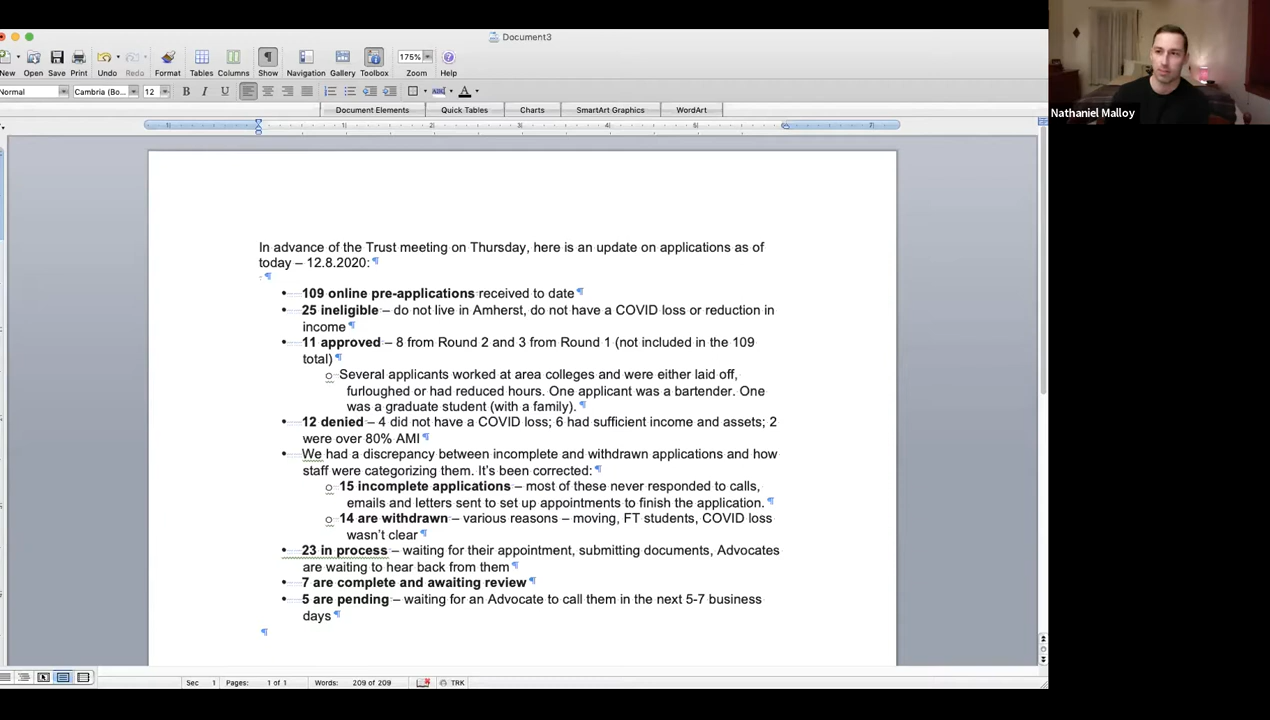 Document3
New Open Save Print Undo Redo Format Tables Columns Show Navigation Gallery Toolbox Zoom Help
175%
Normal Cambria (Bo... 12 B I U
Document Elements Quick Tables Charts SmartArt Graphics WordArt
In advance of the Trust meeting on Thursday, here is an update on applications as of
today – 12.8.2020:
• 109 online pre-applications received to date
• 25 ineligible – do not live in Amherst, do not have a COVID loss or reduction in
income
• 11 approved – 8 from Round 2 and 3 from Round 1 (not included in the 109
total)
o Several applicants worked at area colleges and were either laid off,
furloughed or had reduced hours. One applicant was a bartender. One
was a graduate student (with a family).
• 12 denied – 4 did not have a COVID loss; 6 had sufficient income and assets; 2
were over 80% AMI
• We had a discrepancy between incomplete and withdrawn applications and how
staff were categorizing them. It's been corrected:
o 15 incomplete applications – most of these never responded to calls,
emails and letters sent to set up appointments to finish the application.
o 14 are withdrawn – various reasons – moving, FT students, COVID loss
wasn't clear
• 23 in process – waiting for their appointment, submitting documents, Advocates
are waiting to hear back from them
• 7 are complete and awaiting review
• 5 are pending – waiting for an Advocate to call them in the next 5-7 business
days
Sec 1 Pages: 1 of 1 Words: 209 of 209 TRK
Nathaniel Malloy